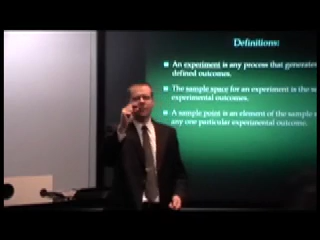 Definitions:
An experiment is any process that generates
defined outcomes.
The sample space for an experiment is the
experimental outcomes.
A sample point is an element of the sample
any one particular experimental outcome.